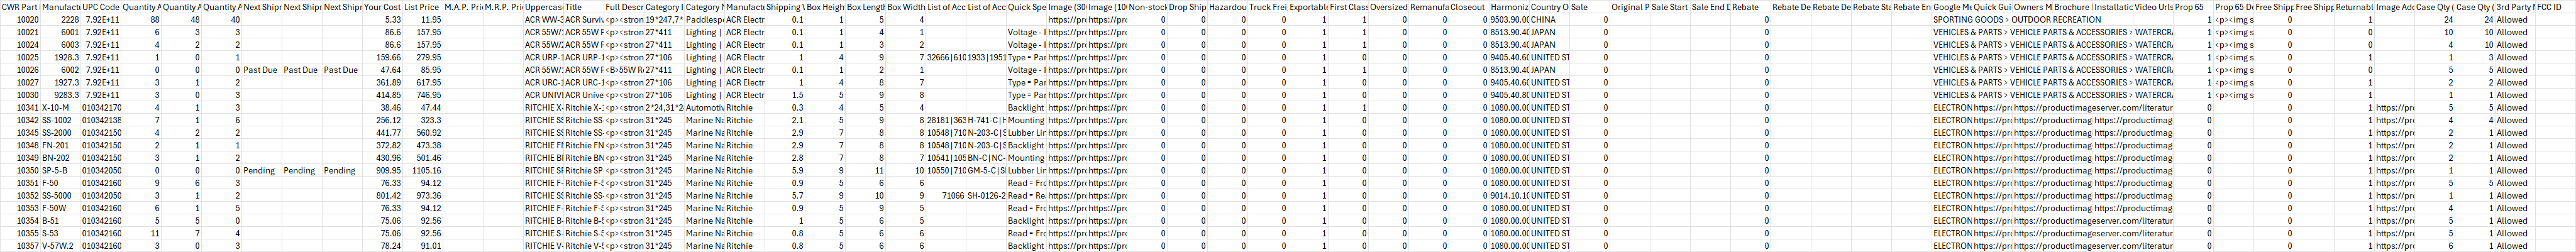 CWR Part Manufact UPC Code Quantity A Quantity A Quantity A Next Shipr Next Shipr Next Shipr Your Cost List Price M.A.P. Pric M.R.P. Pric Uppercase Title Full Descr Category I Category N Manufactu Shipping \ Box Heigh Box Length Box Width List of Acc List of Acc Quick Spe Image (30 Image (10 Non-stock Drop Ship Hazardou Truck Frei Exportable First Class Oversized Remanufa Closeout Harmoniz Country O Sale Original P Sale Start Sale End D Rebate Rebate De Rebate De Rebate Sta Rebate En Google Me Quick Gui Owners M Brochure Installatic Video Urls Prop 65 Prop 65 De Free Shipp Free Shipp Returnabl Image Add Case Qty ( Case Qty ( 3rd Party M FCC ID
10020 2228 7.92E+11 88 48 40 5.33 11.95 ACR WW-3 ACR Surviv <p><stron 19*247,7* Paddlespo Manufactu 0.1 1 4 1 https://pro https://pro 0 0 0 0 1 1 0 0 0 9503.90.0 CHINA 0 0 SPORTING GOODS > OUTDOOR RECREATION 1 <p><img s 0 0 24 24 Allowed
10021 6001 7.92E+11 6 3 3 86.6 157.95 ACR 55W/ ACR 55W F <p><stron 27*411 Lighting | ACR Electr 0.1 1 4 1 Voltage - I https://pro https://pro 0 0 0 0 1 1 0 0 0 8513.90.4 JAPAN 0 0 VEHICLES & PARTS > VEHICLE PARTS & ACCESSORIES > WATERCRA 1 <p><img s 0 0 10 10 Allowed
10024 6003 7.92E+11 4 2 2 86.6 157.95 ACR 55W/ ACR 55W F <p><stron 27*411 Lighting | ACR Electr 0.1 1 3 2 Voltage - I https://pro https://pro 0 0 0 0 1 1 0 0 0 8513.90.4 JAPAN 0 0 VEHICLES & PARTS > VEHICLE PARTS & ACCESSORIES > WATERCRA 1 <p><img s 0 0 4 10 Allowed
10025 1928.3 7.92E+11 1 0 1 159.66 279.95 ACR URP-1 ACR URP-1 <p><stron 27*106 Lighting | ACR Electr 1 4 9 7 32666|610 1933|1951 Type = Par https://pro https://pro 0 0 0 0 1 0 0 0 0 9405.40.6 UNITED ST 0 0 VEHICLES & PARTS > VEHICLE PARTS & ACCESSORIES > WATERCRA 1 <p><img s 0 1 1 3 Allowed
10026 6002 7.92E+11 0 0 0 Past Due Past Due Past Due 47.64 85.95 ACR 55W/ ACR 55W F <B>55W R 27*411 Lighting | ACR Electr 0.1 1 2 1 Voltage - I https://pro https://pro 0 0 0 0 1 1 0 0 0 8513.90.4 JAPAN 0 0 VEHICLES & PARTS > VEHICLE PARTS & ACCESSORIES > WATERCRA 1 <p><img s 0 0 5 5 Allowed
10027 1927.3 7.92E+11 3 1 2 361.89 617.95 ACR URC-1 ACR URC-1 <p><stron 27*106 Lighting | ACR Electr 1 4 8 7 Type = Par https://pro https://pro 0 0 0 0 1 0 0 0 0 9405.40.6 UNITED ST 0 0 VEHICLES & PARTS > VEHICLE PARTS & ACCESSORIES > WATERCRA 1 <p><img s 0 1 2 2 Allowed
10030 9283.3 7.92E+11 3 0 3 414.85 746.95 ACR UNIVI ACR Unive <p><stron 27*106 Lighting | ACR Electr 1.5 5 9 8 Type = Par https://pro https://pro 0 0 0 0 1 0 0 0 0 9405.40.8 UNITED ST 0 0 VEHICLES & PARTS > VEHICLE PARTS & ACCESSORIES > WATERCRA 1 <p><img s 0 1 1 1 Allowed
10341 X-10-M 010342170 4 1 3 38.46 47.44 RITCHIE X- Ritchie X- <p><stron 2*24,31*2 Automotiv Ritchie 0.3 4 5 4 Backlight https://pro https://pro 0 0 0 0 1 1 0 0 0 1080.00.0 UNITED ST 0 0 ELECTRON https://pro https://productimageserver.com/literatur 0 0 1 https://pro 5 5 Allowed
10342 SS-1002 010342138 7 1 6 256.12 323.3 RITCHIE SS Ritchie SS- <p><stron 31*245 Marine Na Ritchie 2.1 5 9 8 28181|363 H-741-C|H Mounting https://pro https://pro 0 0 0 0 1 0 0 0 0 1080.00.0 UNITED ST 0 0 ELECTRON https://pro https://productimag https://productimag 0 0 1 https://pro 4 4 Allowed
10345 SS-2000 010342150 4 2 2 441.77 560.92 RITCHIE SS Ritchie SS- <p><stron 31*245 Marine Na Ritchie 2.9 7 8 8 10548|710 N-203-C|S Lubber Lin https://pro https://pro 0 0 0 0 1 0 0 0 0 1080.00.0 UNITED ST 0 0 ELECTRON https://pro https://productimag https://productimag 0 0 1 https://pro 2 1 Allowed
10348 FN-201 010342150 2 1 1 372.82 473.38 RITCHIE FN Ritchie FN <p><stron 31*245 Marine Na Ritchie 2.9 7 8 8 10548|710 N-203-C|S Lubber Lin https://pro https://pro 0 0 0 0 1 0 0 0 0 1080.00.0 UNITED ST 0 0 ELECTRON https://pro https://productimag https://productimag 0 0 1 https://pro 2 1 Allowed
10349 BN-202 010342150 3 1 2 430.96 501.46 RITCHIE BN Ritchie BN <p><stron 31*245 Marine Na Ritchie 2.8 7 8 7 10541|105 BN-C|NC- Mounting https://pro https://pro 0 0 0 0 1 0 0 0 0 1080.00.0 UNITED ST 0 0 ELECTRON https://pro https://productimag https://productimag 0 0 1 https://pro 2 1 Allowed
10350 SP-5-B 010342150 0 0 0 Pending Pending Pending 909.95 1105.16 RITCHIE SP Ritchie SP <p><stron 31*245 Marine Na Ritchie 5.9 9 11 10 10550|710 GM-5-C|S Lubber Lin https://pro https://pro 0 0 0 0 1 0 0 0 0 1080.00.0 UNITED ST 0 0 ELECTRON https://pro https://productimag https://productimag 0 0 1 https://pro 1 1 Allowed
10351 F-50 010342160 9 6 3 76.33 94.12 RITCHIE F- Ritchie F-5 <p><stron 31*245 Marine Na Ritchie 0.9 5 6 6 Read = Fro https://pro https://pro 0 0 0 0 1 0 0 0 0 1080.00.0 UNITED ST 0 0 ELECTRON https://pro https://productimageserver.com/literatur 0 0 1 https://pro 5 5 Allowed
10352 SS-5000 010342090 3 1 2 801.42 973.36 RITCHIE SS Ritchie SS- <p><stron 31*245 Marine Na Ritchie 5.7 9 10 9 71066 SH-0126-2 Read = Re https://pro https://pro 0 0 0 0 1 0 0 0 0 9014.10.10 UNITED ST 0 0 ELECTRON https://pro https://productimag https://productimag 0 0 1 https://pro 1 1 Allowed
10353 F-50W 010342160 6 1 5 76.33 94.12 RITCHIE F- Ritchie F-5 <p><stron 31*245 Marine Na Ritchie 0.9 5 9 5 Read = Fro https://pro https://pro 0 0 0 0 1 0 0 0 0 1080.00.0 UNITED ST 0 0 ELECTRON https://pro https://productimageserver.com/literatur 0 0 1 https://pro 4 1 Allowed
10354 B-51 010342050 5 5 0 75.06 92.56 RITCHIE B- Ritchie B-5 <p><stron 31*245 Marine Na Ritchie 1 5 6 5 Backlight https://pro https://pro 0 0 0 0 1 0 0 0 0 1080.00.0 UNITED ST 0 0 ELECTRON https://pro https://productimageserver.com/literatur 0 0 1 https://pro 5 1 Allowed
10355 S-53 010342160 11 7 4 75.06 92.56 RITCHIE S- Ritchie S-5 <p><stron 31*245 Marine Na Ritchie 0.8 5 6 6 Backlight https://pro https://pro 0 0 0 0 1 0 0 0 0 1080.00.0 UNITED ST 0 0 ELECTRON https://pro https://productimageserver.com/literatur 0 0 1 https://pro 5 1 Allowed
10357 V-57W.2 010342160 3 0 3 78.24 91.01 RITCHIE V- Ritchie V-5 <p><stron 31*245 Marine Na Ritchie 0.8 5 6 6 Backlight https://pro https://pro 0 0 0 0 1 0 0 0 0 1080.00.0 UNITED ST 0 0 ELECTRON https://pro https://productimageserver.com/literatur 0 0 1 https://pro 6 1 Allowed